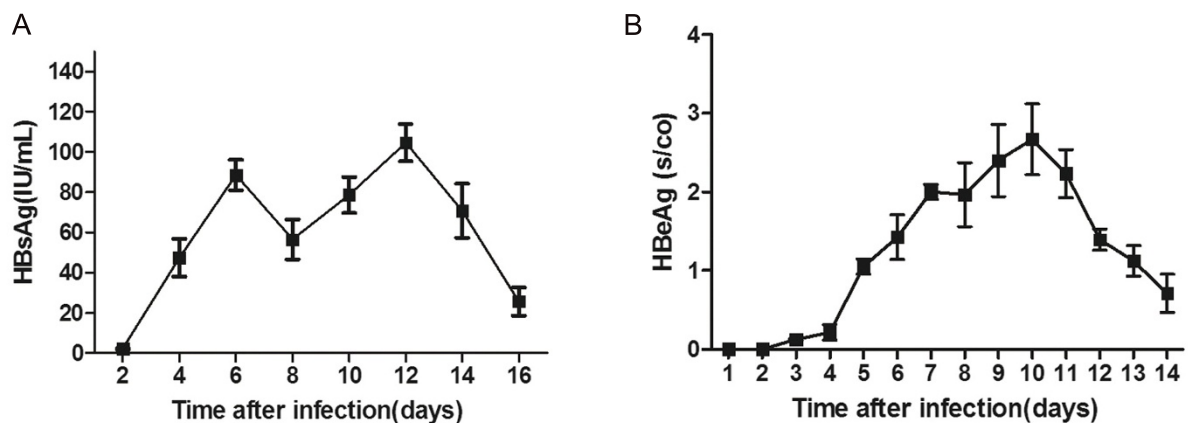 A
HBsAg(IU/mL)
140
120
100
80
60
40
20
0
2 4 6 8 10 12 14 16
Time after infection(days)
B
HBeAg (s/co)
4
3
2
1
0
1 2 3 4 5 6 7 8 9 10 11 12 13 14
Time after infection(days)